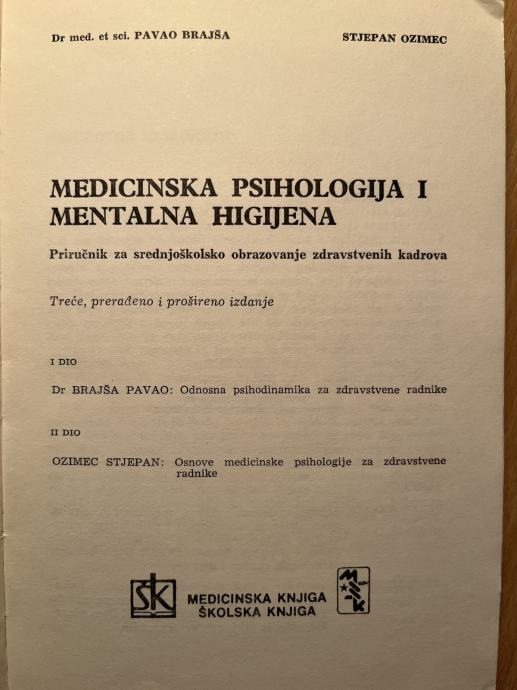 Dr med. et sci. PAVAO BRAJŠA STJEPAN OZIMEC
MEDICINSKA PSIHOLOGIJA I
MENTALNA HIGIJENA
Priručnik za srednjoškolsko obrazovanje zdravstvenih kadrova
Treće, prerađeno i prošireno izdanje
I DIO
Dr BRAJŠA PAVAO: Odnosna psihodinamika za zdravstvene radnike
II DIO
OZIMEC STJEPAN: Osnove medicinske psihologije za zdravstvene
radnike
ŠK
MEDICINSKA KNJIGA
ŠKOLSKA KNJIGA